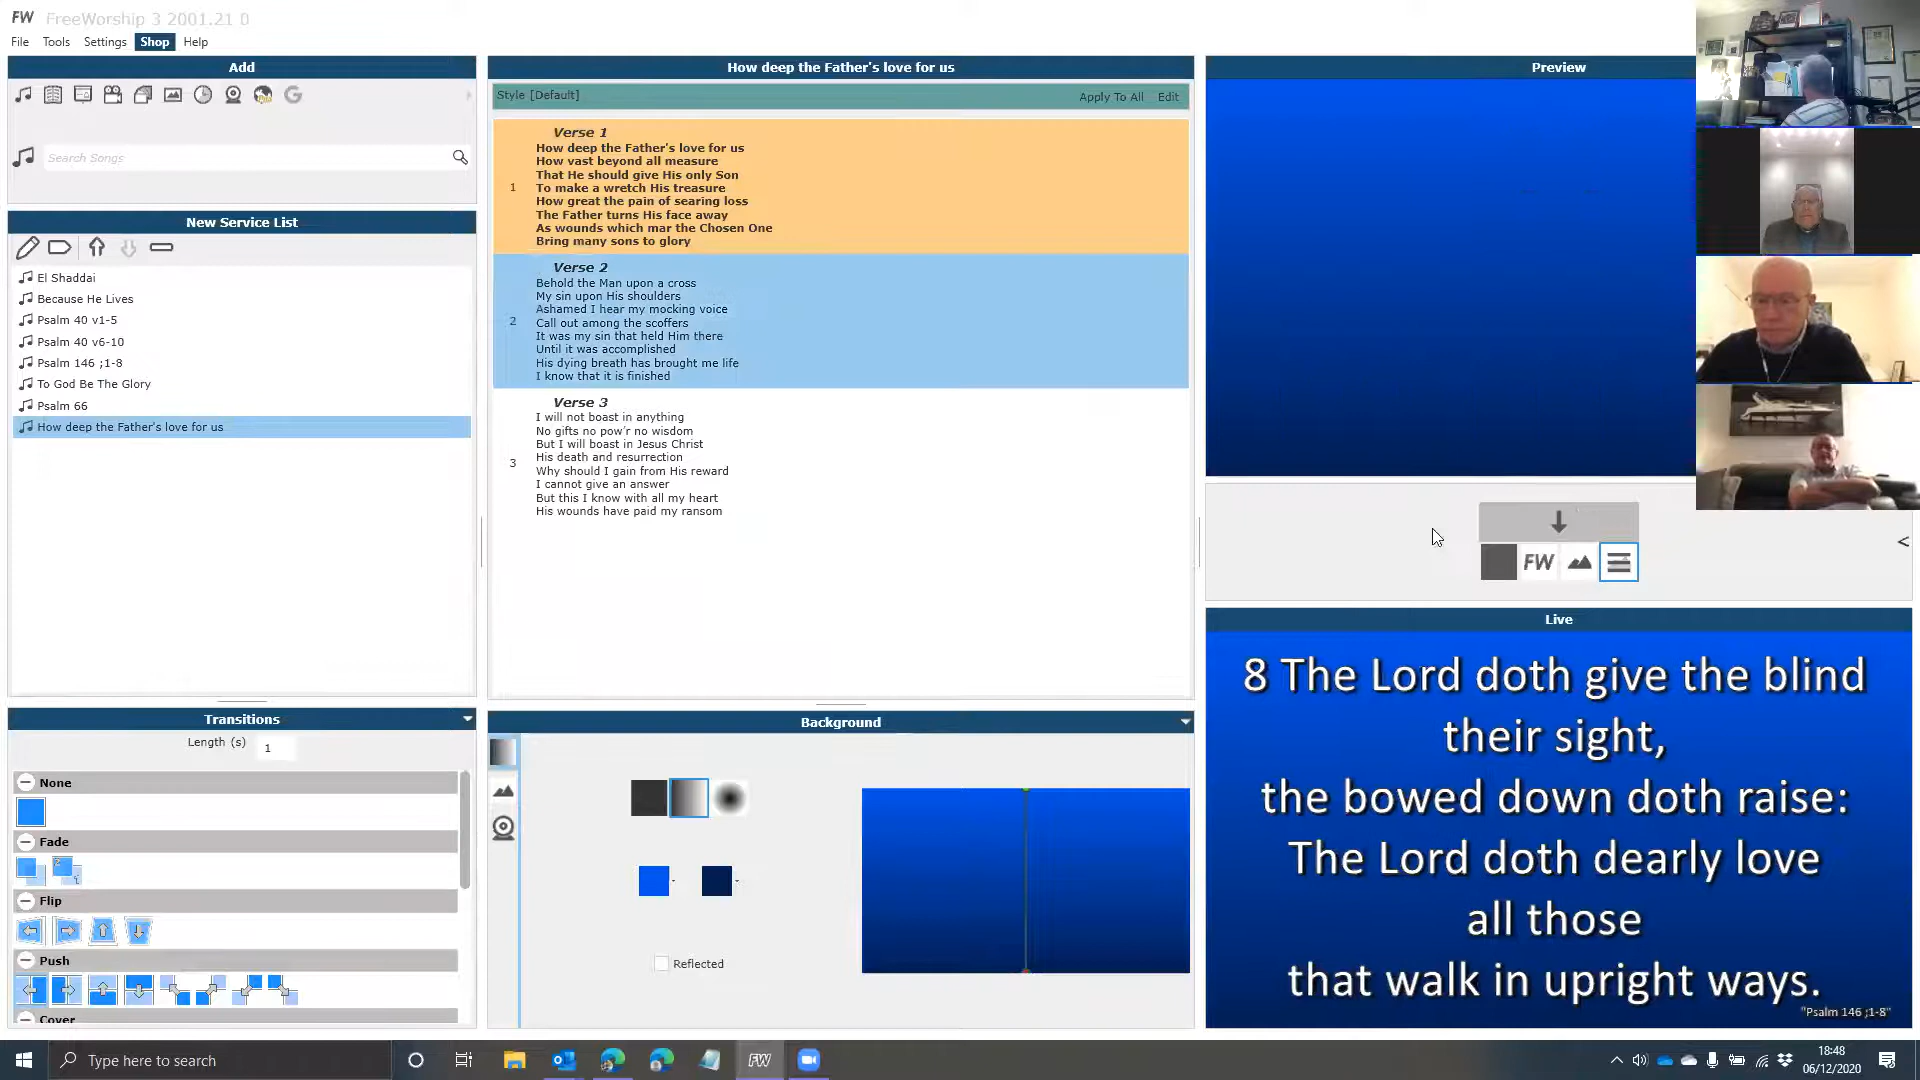 FW FreeWorship 3 2001.21 0
File Tools Settings Shop Help
Add
Search Songs
New Service List
El Shaddai
Because He Lives
Psalm 40 v1-5
Psalm 40 v6-10
Psalm 146 ;1-8
To God Be The Glory
Psalm 66
How deep the Father's love for us
Transitions
Length (s) 1
None
Fade
Flip
Push
Cover
How deep the Father's love for us
Style [Default] Apply To All Edit
Verse 1
How deep the Father's love for us
How vast beyond all measure
That He should give His only Son
1 To make a wretch His treasure
How great the pain of searing loss
The Father turns His face away
As wounds which mar the Chosen One
Bring many sons to glory
Verse 2
Behold the Man upon a cross
My sin upon His shoulders
Ashamed I hear my mocking voice
2 Call out among the scoffers
It was my sin that held Him there
Until it was accomplished
His dying breath has brought me life
I know that it is finished
Verse 3
I will not boast in anything
No gifts no pow'r no wisdom
But I will boast in Jesus Christ
3 His death and resurrection
Why should I gain from His reward
I cannot give an answer
But this I know with all my heart
His wounds have paid my ransom
Background
Reflected
Preview
FW
<
Live
8 The Lord doth give the blind
their sight,
the bowed down doth raise:
The Lord doth dearly love
all those
that walk in upright ways.
"Psalm 146 ;1-8"
Type here to search
FW
18:48
06/12/2020